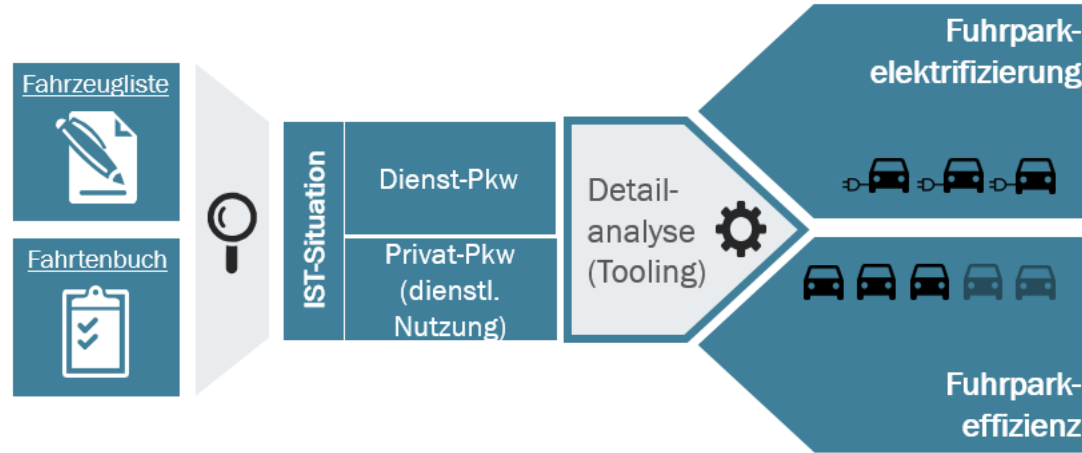 Fahrzeugliste
Fahrtenbuch
IST-Situation
Dienst-Pkw
Privat-Pkw
(dienstl.
Nutzung)
Detail-
analyse
(Tooling)
Fuhrpark-
elektrifizierung
Fuhrpark-
effizienz